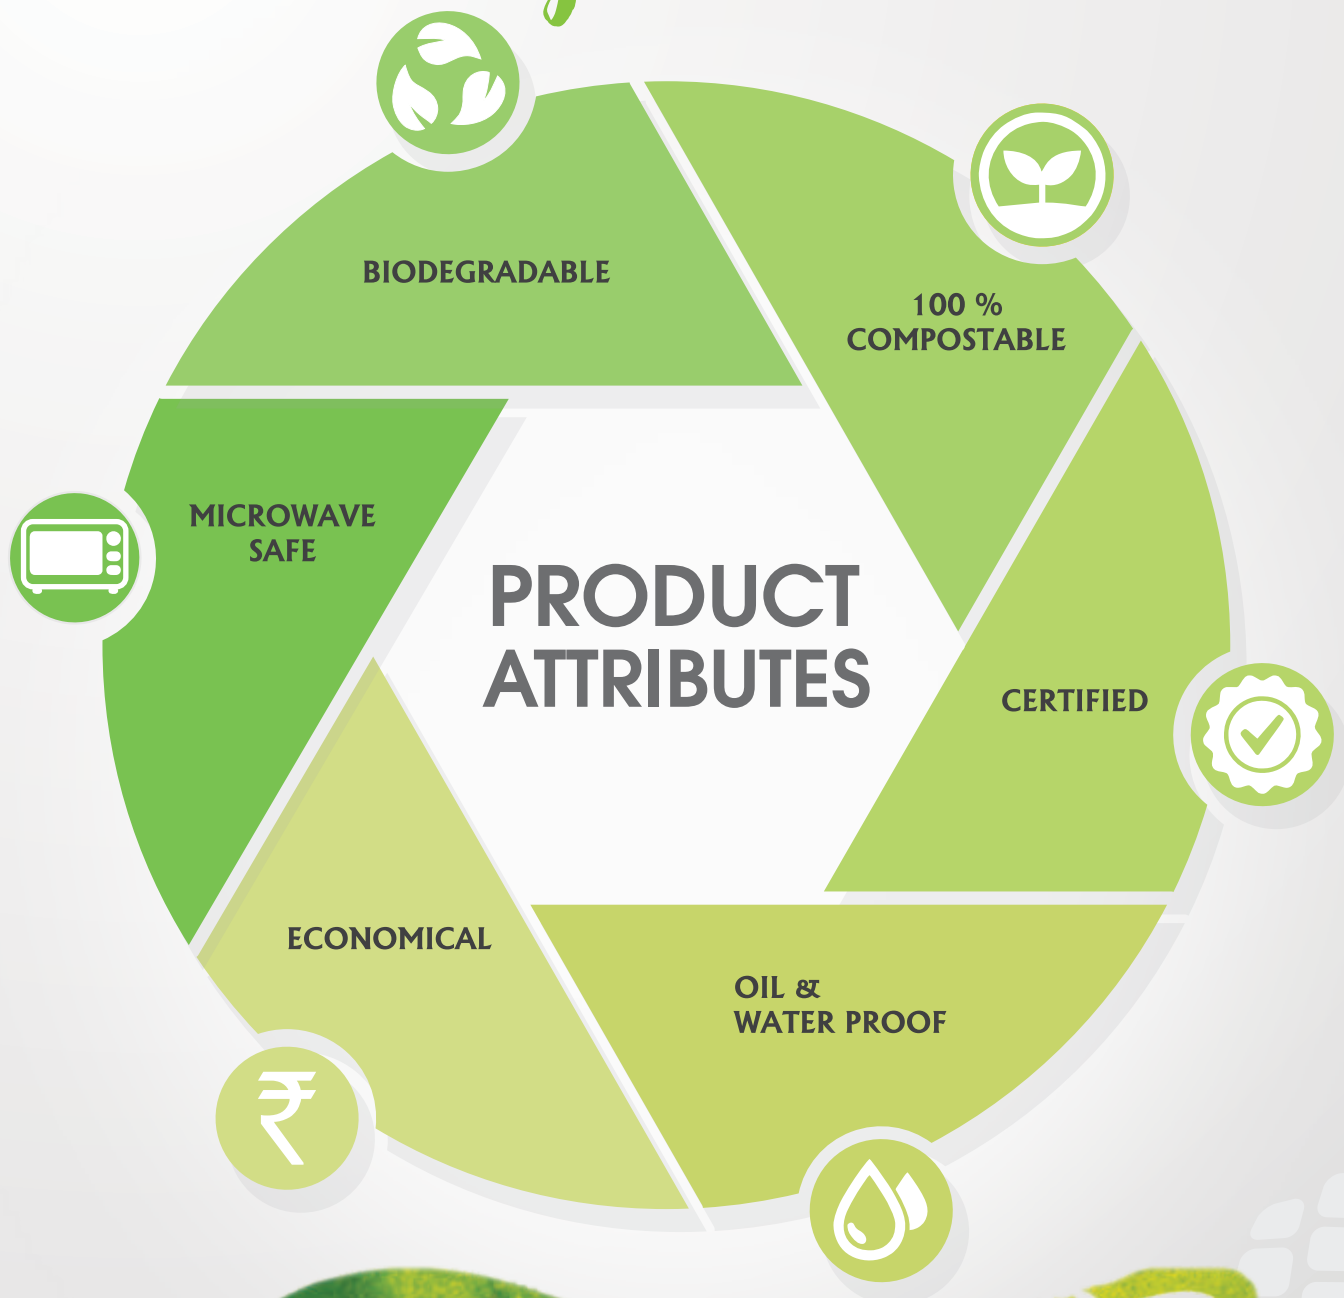 BIODEGRADABLE
100 %
COMPOSTABLE
MICROWAVE
SAFE
PRODUCT
ATTRIBUTES
CERTIFIED
ECONOMICAL
OIL &
WATER PROOF
₹